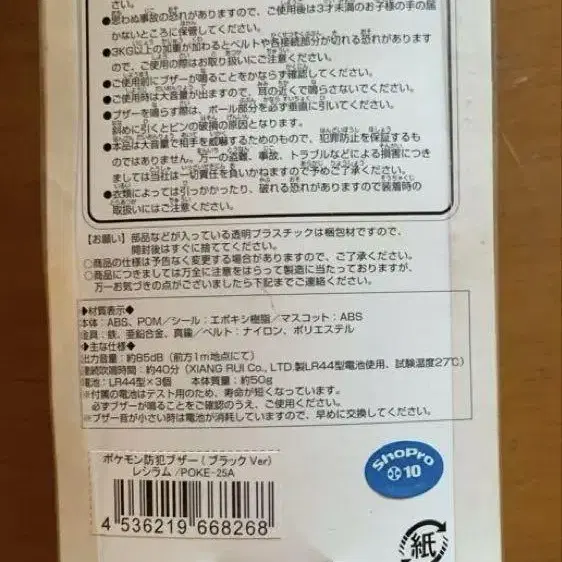 さい。
●思わぬ事故の恐れがありますので、ご使用後は3才未満のお子様の手の届
かないところに保管してください。
●3KG以上の加重が加わるとベルトや各接続部分が切れる恐れがあります
ので、ご使用の際はお取り扱いにご注意ください。
●ご使用前にブザーが鳴ることをかならず確認してください。
●ご使用時は大音量が出ますので、耳の近くで鳴らさないでください。
●ブザーを鳴らす際は、ボール部分を必ず垂直に引いてください。
斜めに引くとピンの破損の原因となります。
●本品は大音量で相手を威嚇するためのもので、犯罪防止を保証するも
のではありません。万一の盗難、事故、トラブルなどによる損害につき
ましては当社は一切責任を負いかねますので予めご了承ください。
●衣類によっては引っかかったり、破れる恐れがありますので装着時の
取扱いにはご注意ください。
【お願い】部品などが入っている透明プラスチックは梱包材ですので、
開封後はすぐに捨ててください。
○商品の仕様は予告なく変更する場合がございますので、ご了承ください。
○商品につきましては万全に注意をはらって製造に当たっておりますが、
万一お気づきの点がございましたら下記までご連絡ください。
◆材質表示◆
本体：ABS、POM／シール：エポキシ樹脂／マスコット：ABS
金具：鉄、亜鉛合金、真鍮／ベルト：ナイロン、ポリエステル
◆主な仕様◆
出力音量：約85dB（前方1m地点にて）
連続吹鳴時間：約40分（XIANG RUI Co., LTD.製LR44型電池使用、試験温度27℃）
電池：LR44型×3個　本体質量：約50g
※付属の電池はテスト用のため、寿命が短くなっています。
必ずブザーが鳴ることをご確認のうえ、ご使用ください。
※ブザー音が小さい時は電池が消耗していますので、早めに交換してください。
ポケモン防犯ブザー(ブラックVer)
レシラム/POKE-25A
4 536219 668268
ShoPro
10
紙